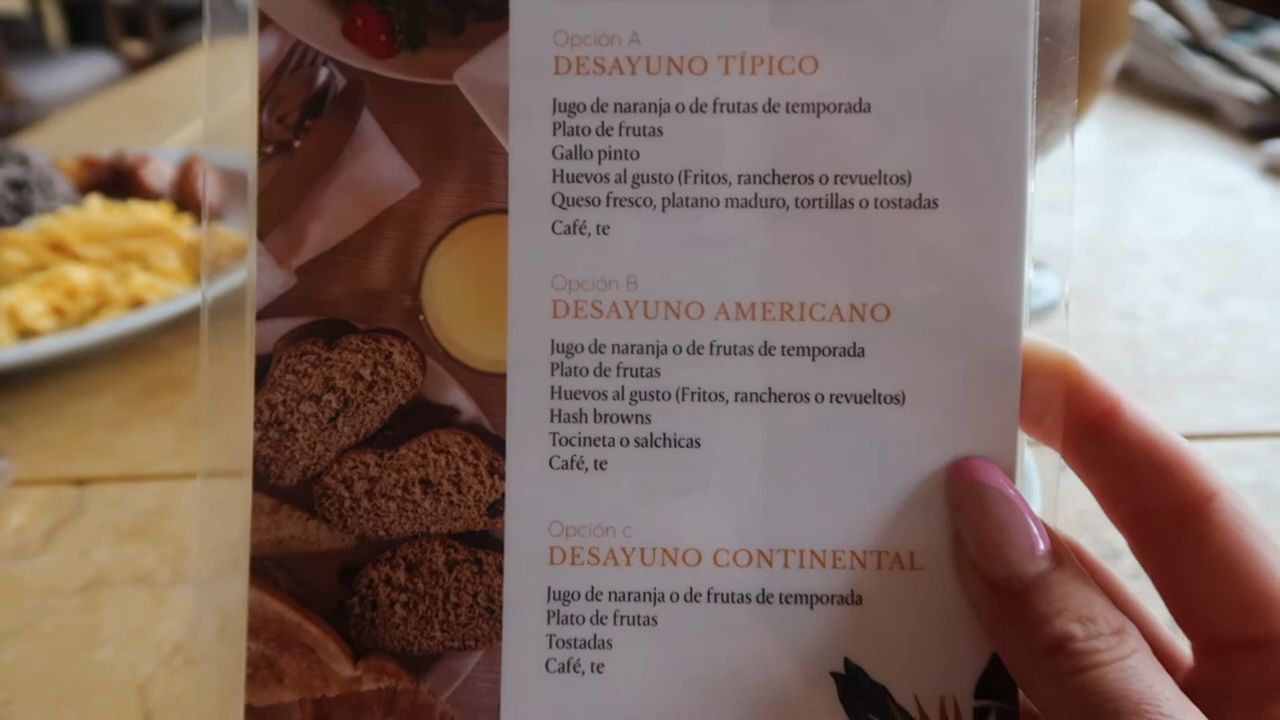 Opción A
DESAYUNO TÍPICO
Jugo de naranja o de frutas de temporada
Plato de frutas
Gallo pinto
Huevos al gusto (Fritos, rancheros o revueltos)
Queso fresco, platano maduro, tortillas o tostadas
Café, te
Opción B
DESAYUNO AMERICANO
Jugo de naranja o de frutas de temporada
Plato de frutas
Huevos al gusto (Fritos, rancheros o revueltos)
Hash browns
Tocineta o salchicas
Café, te
Opción c
DESAYUNO CONTINENTAL
Jugo de naranja o de frutas de temporada
Plato de frutas
Tostadas
Café, te